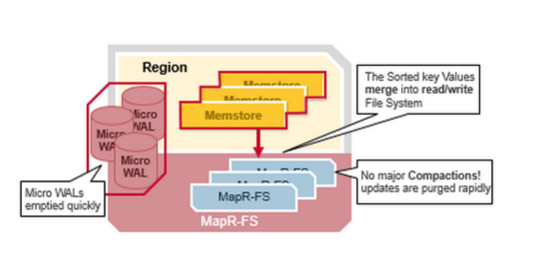 Region
The Sorted key Values
merge into read/write
File System
Memstore
Memstore
Memstore
Micro
WAL
Micro
WAL
Micro
WAL
No major Compactions!
updates are purged rapidly
Micro WALs
emptied quickly
MapR-FS
MapR-FS
MapR-FS
MapR-FS